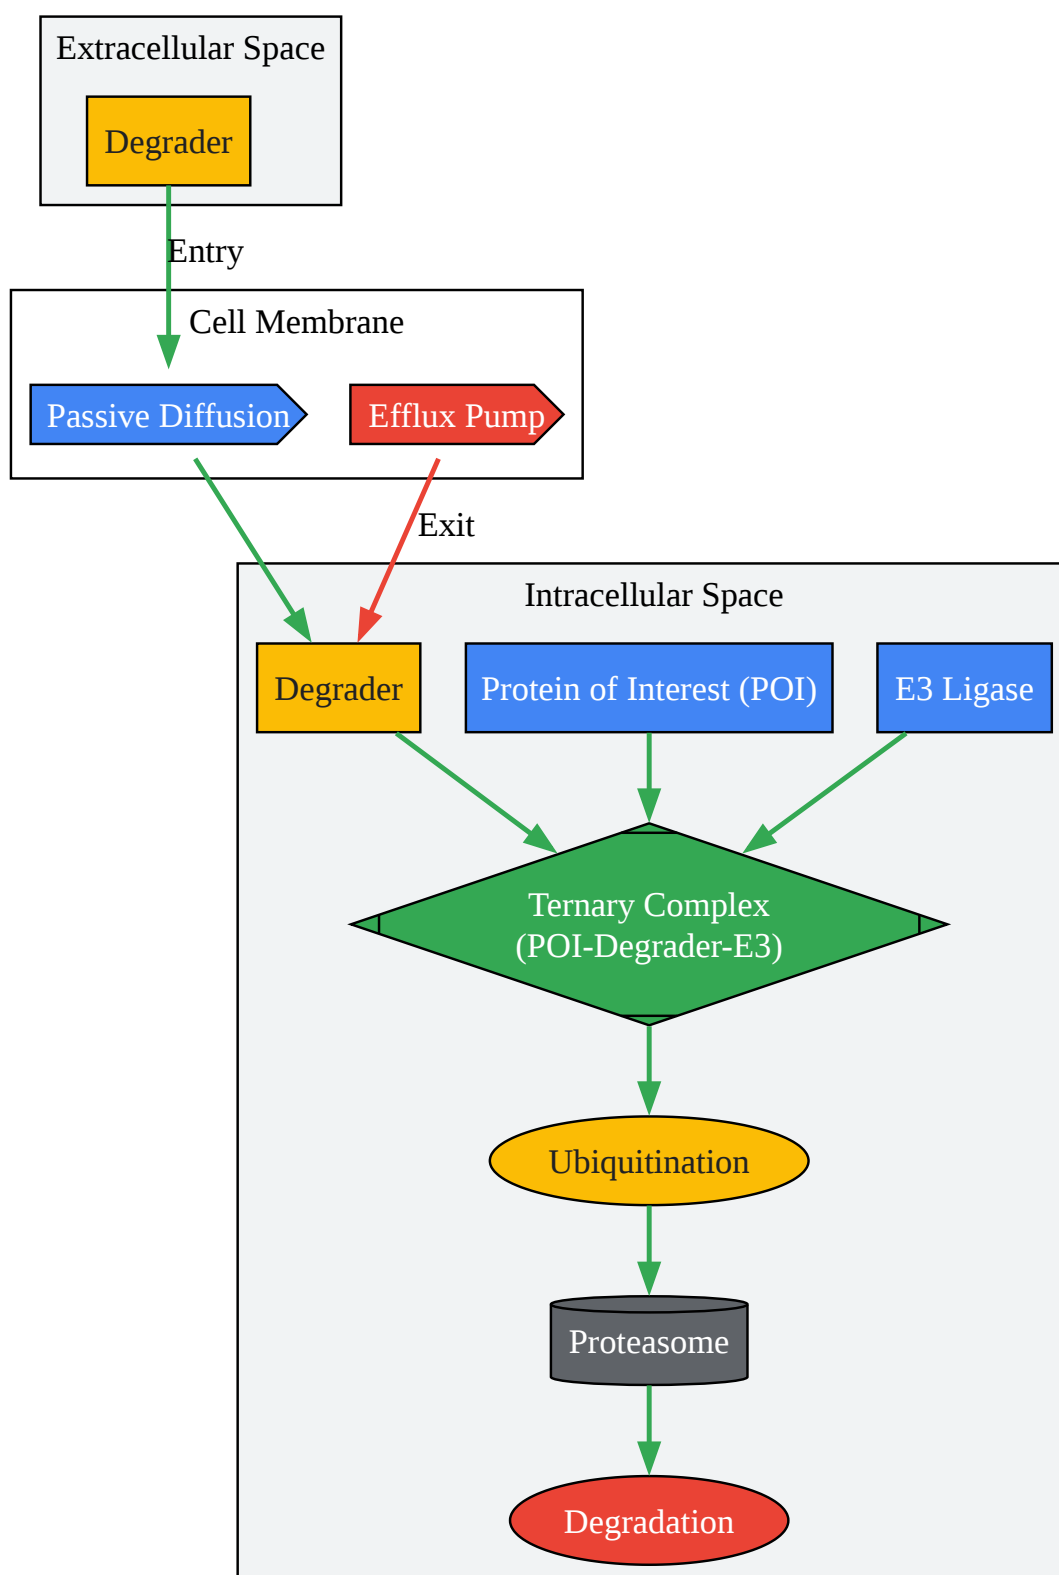 Extracellular Space
Degrader
Entry
Cell Membrane
Passive Diffusion
Efflux Pump
Exit
Intracellular Space
Degrader
Protein of Interest (POI)
E3 Ligase
Ternary Complex
(POI-Degrader-E3)
Ubiquitination
Proteasome
Degradation